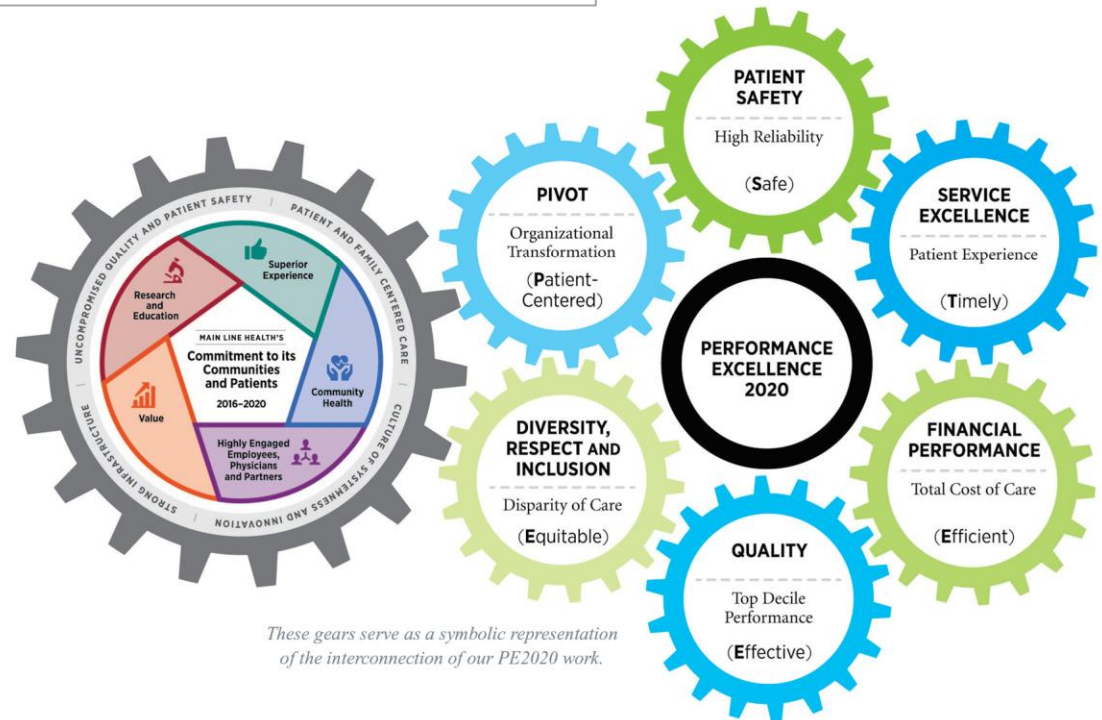 UNCOMPROMISED QUALITY AND PATIENT SAFETY
PATIENT AND FAMILY CENTERED CARE
CULTURE OF SYSTEMNESS AND INNOVATION
STRONG INFRASTRUCTURE
Superior
Experience
Research
and
Education
MAIN LINE HEALTH'S
Commitment to its
Communities
and Patients
2016–2020
Community
Health
Value
Highly Engaged
Employees,
Physicians
and Partners
PATIENT
SAFETY
High Reliability
(Safe)
PIVOT
Organizational
Transformation
(Patient-
Centered)
SERVICE
EXCELLENCE
Patient Experience
(Timely)
PERFORMANCE
EXCELLENCE
2020
DIVERSITY,
RESPECT AND
INCLUSION
Disparity of Care
(Equitable)
FINANCIAL
PERFORMANCE
Total Cost of Care
(Efficient)
QUALITY
Top Decile
Performance
(Effective)
These gears serve as a symbolic representation
of the interconnection of our PE2020 work.